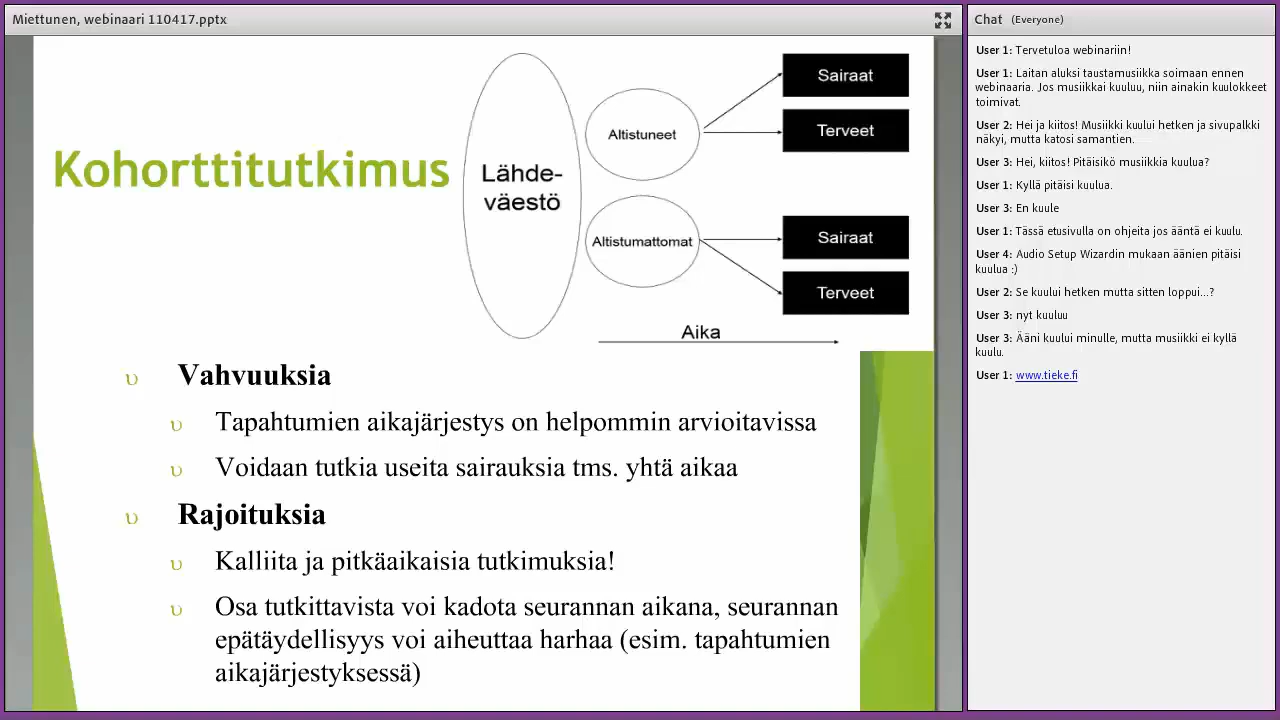 Miettunen, webinaari 110417.pptx
Kohorttitutkimus
Lähde-
väestö
Altistuneet
Altistumattomat
Sairaat
Terveet
Sairaat
Terveet
Aika
Vahvuuksia
Tapahtumien aikajärjestys on helpommin arvioitavissa
Voidaan tutkia useita sairauksia tms. yhtä aikaa
Rajoituksia
Kalliita ja pitkäaikaisia tutkimuksia!
Osa tutkittavista voi kadota seurannan aikana, seurannan
epätäydellisyys voi aiheuttaa harhaa (esim. tapahtumien
aikajärjestyksessä)
Chat (Everyone)
User 1: Tervetuloa webinariin!
User 1: Laitan aluksi taustamusiikka soimaan ennen
webinaaria. Jos musiikkai kuuluu, niin ainakin kuulokkeet
toimivat.
User 2: Hei ja kiitos! Musiikki kuului hetken ja sivupalkki
näkyi, mutta katosi samantien.
User 3: Hei, kiitos! Pitäisikö musiikkia kuulua?
User 1: Kyllä pitäisi kuulua.
User 3: En kuule
User 1: Tässä etusivulla on ohjeita jos ääntä ei kuulu.
User 4: Audio Setup Wizardin mukaan äänien pitäisi
kuulua :)
User 2: Se kuului hetken mutta sitten loppui...?
User 3: nyt kuuluu
User 3: Ääni kuului minulle, mutta musiikki ei kyllä
kuulu.
User 1: www.tieke.fi